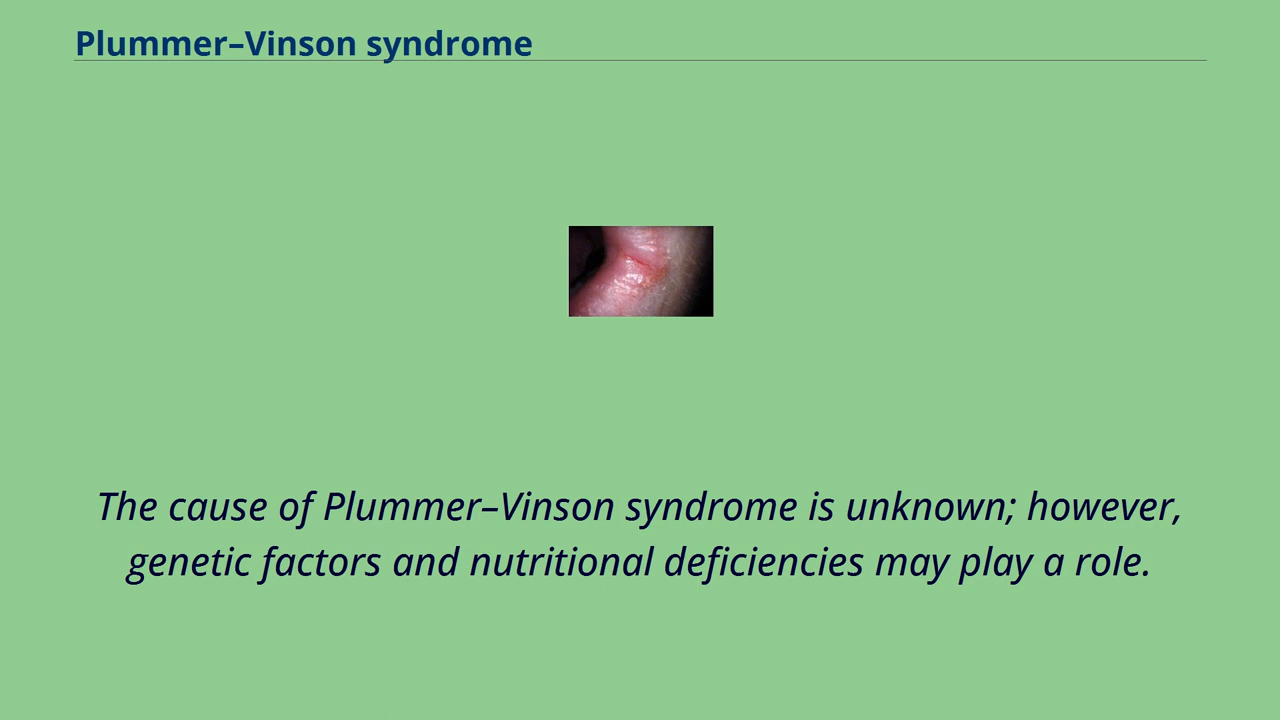 Plummer–Vinson syndrome
The cause of Plummer–Vinson syndrome is unknown; however,
genetic factors and nutritional deficiencies may play a role.